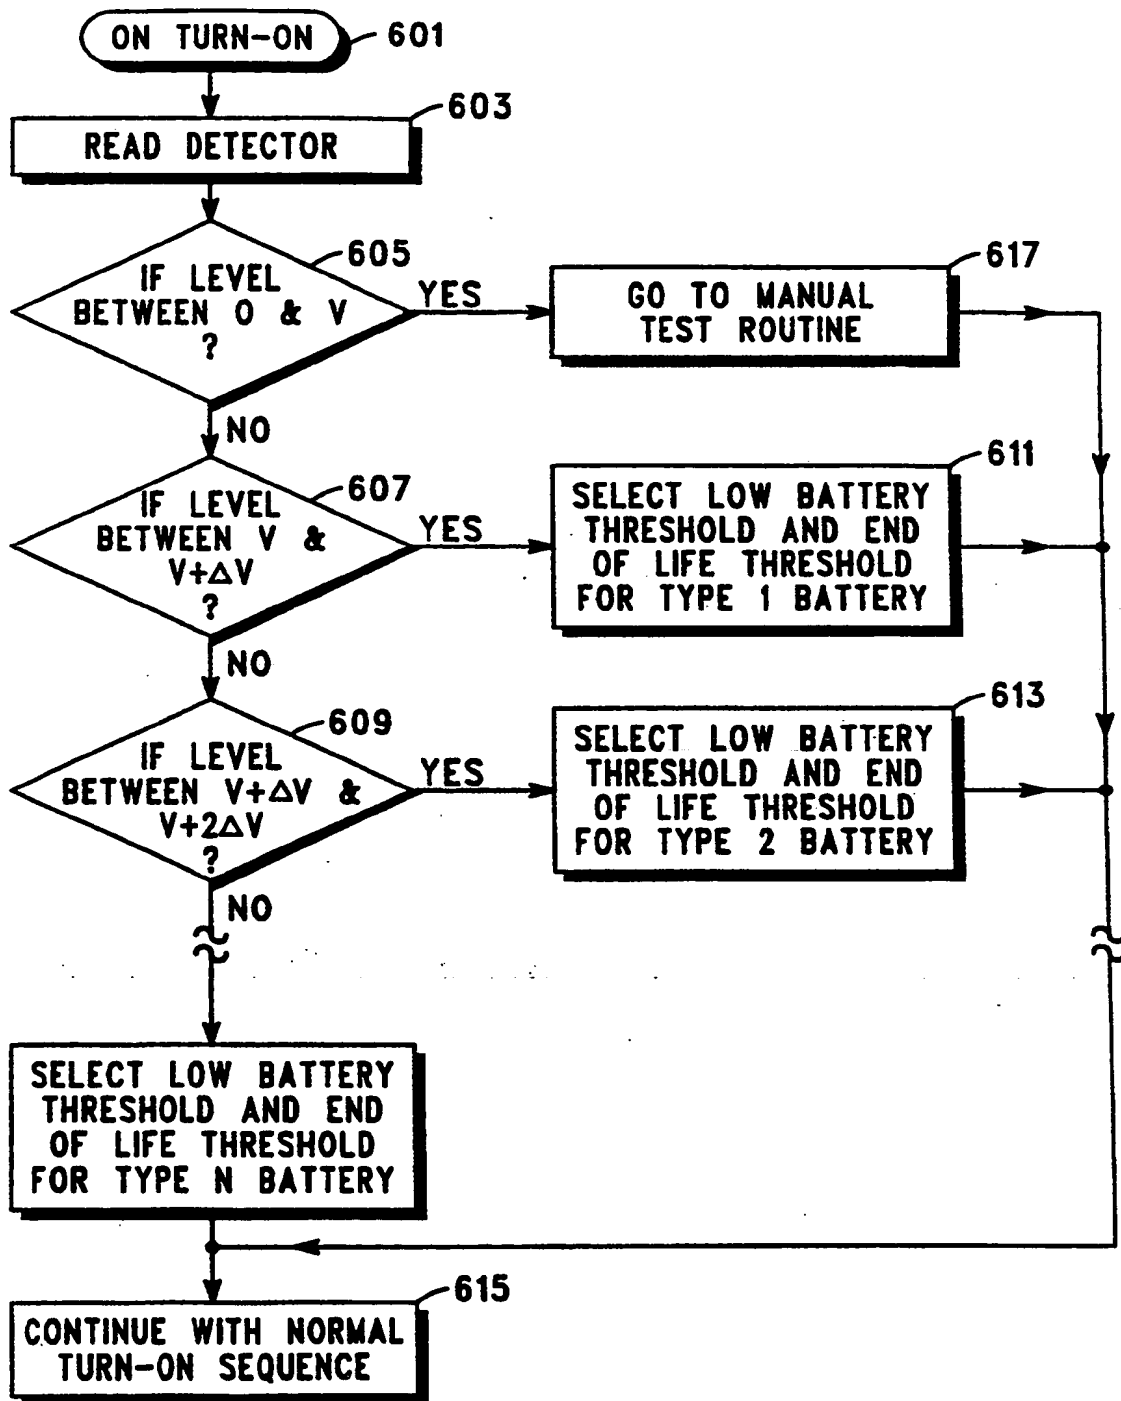 ON TURN-ON
601
603
READ DETECTOR
605
IF LEVEL
BETWEEN 0 & V
?
YES
617
GO TO MANUAL
TEST ROUTINE
NO
607
IF LEVEL
BETWEEN V &
V+ΔV
?
YES
611
SELECT LOW BATTERY
THRESHOLD AND END
OF LIFE THRESHOLD
FOR TYPE 1 BATTERY
NO
609
IF LEVEL
BETWEEN V+ΔV &
V+2ΔV
?
YES
613
SELECT LOW BATTERY
THRESHOLD AND END
OF LIFE THRESHOLD
FOR TYPE 2 BATTERY
NO
SELECT LOW BATTERY
THRESHOLD AND END
OF LIFE THRESHOLD
FOR TYPE N BATTERY
615
CONTINUE WITH NORMAL
TURN-ON SEQUENCE